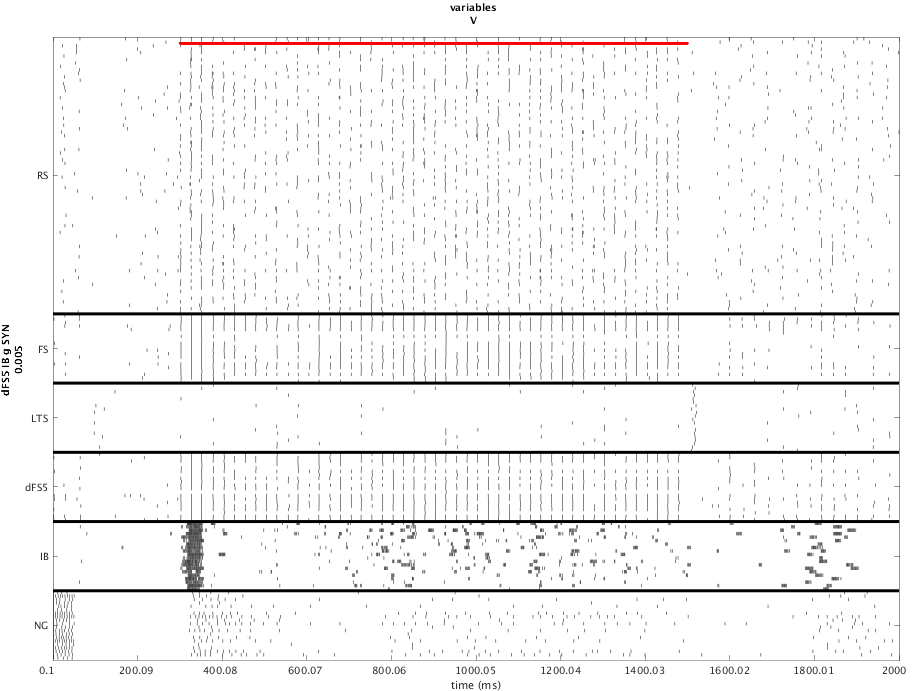 variables
V
RS
FS
LTS
dFS5
IB
NG
dFS5 IB g SYN
0.005
0.1
200.09
400.08
600.07
800.06
1000.05
1200.04
1400.03
1600.02
1800.01
2000
time (ms)